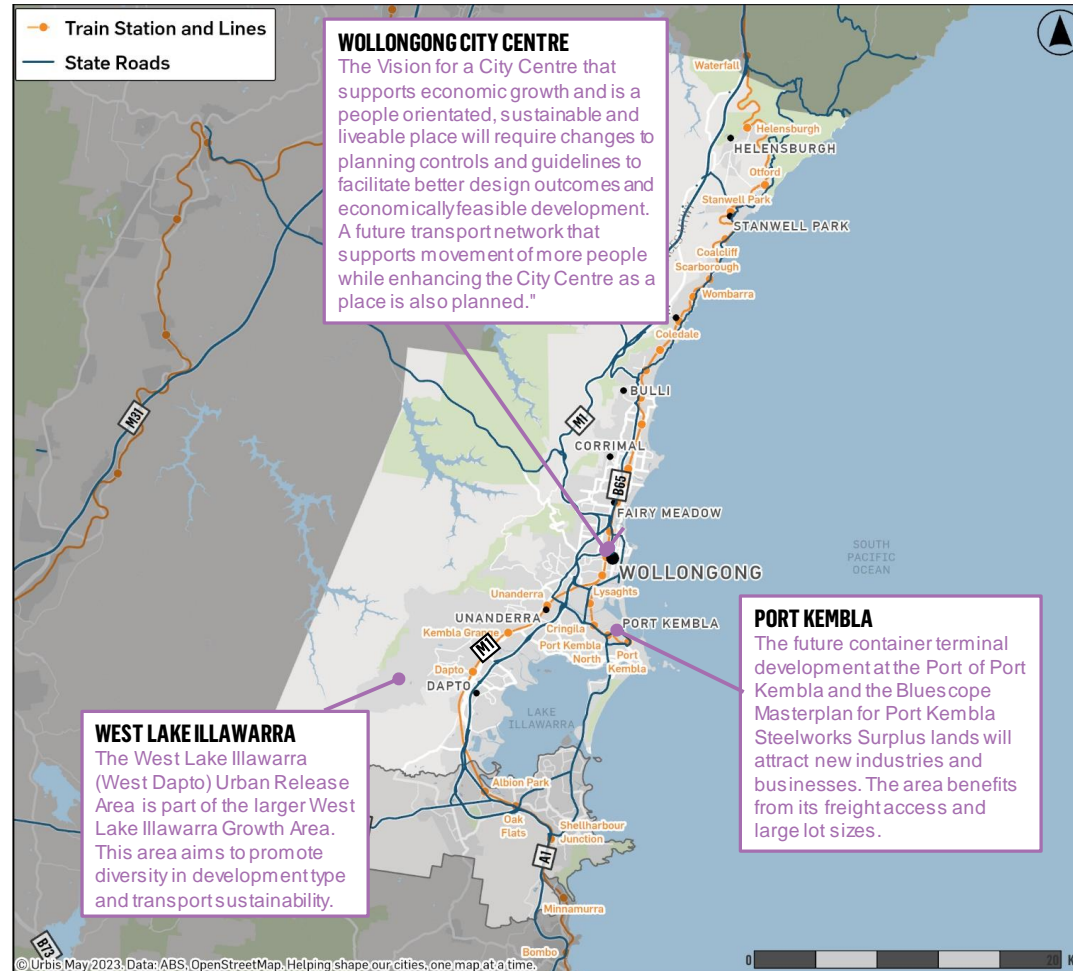 Train Station and Lines
State Roads
WOLLONGONG CITY CENTRE
The Vision for a City Centre that
supports economic growth and is a
people orientated, sustainable and
liveable place will require changes to
planning controls and guidelines to
facilitate better design outcomes and
economically feasible development.
A future transport network that
supports movement of more people
while enhancing the City Centre as a
place is also planned."
Waterfall
Helensburgh
HELENSBURGH
Otford
Stanwell Park
STANWELL PARK
Coalcliff
Scarborough
Wombarra
Coledale
M31
M1
BULLI
CORRIMAL
B65
FAIRY MEADOW
SOUTH
PACIFIC
OCEAN
WOLLONGONG
Unanderra
Lysaghts
UNANDERRA
PORT KEMBLA
Kembla Grange
Cringila
Port Kembla
North
Port
Kembla
M1
Dapto
DAPTO
LAKE
ILLAWARRA
PORT KEMBLA
The future container terminal
development at the Port of Port
Kembla and the Bluescope
Masterplan for Port Kembla
Steelworks Surplus lands will
attract new industries and
businesses. The area benefits
from its freight access and
large lot sizes.
WEST LAKE ILLAWARRA
The West Lake Illawarra
(West Dapto) Urban Release
Area is part of the larger West
Lake Illawarra Growth Area.
This area aims to promote
diversity in development type
and transport sustainability.
Albion Park
Oak
Flats
Shellharbour
Junction
A1
Minnamurra
Bombo
B73
© Urbis May 2023. Data: ABS, OpenStreetMap. Helping shape our cities, one map at a time.
0 20 K